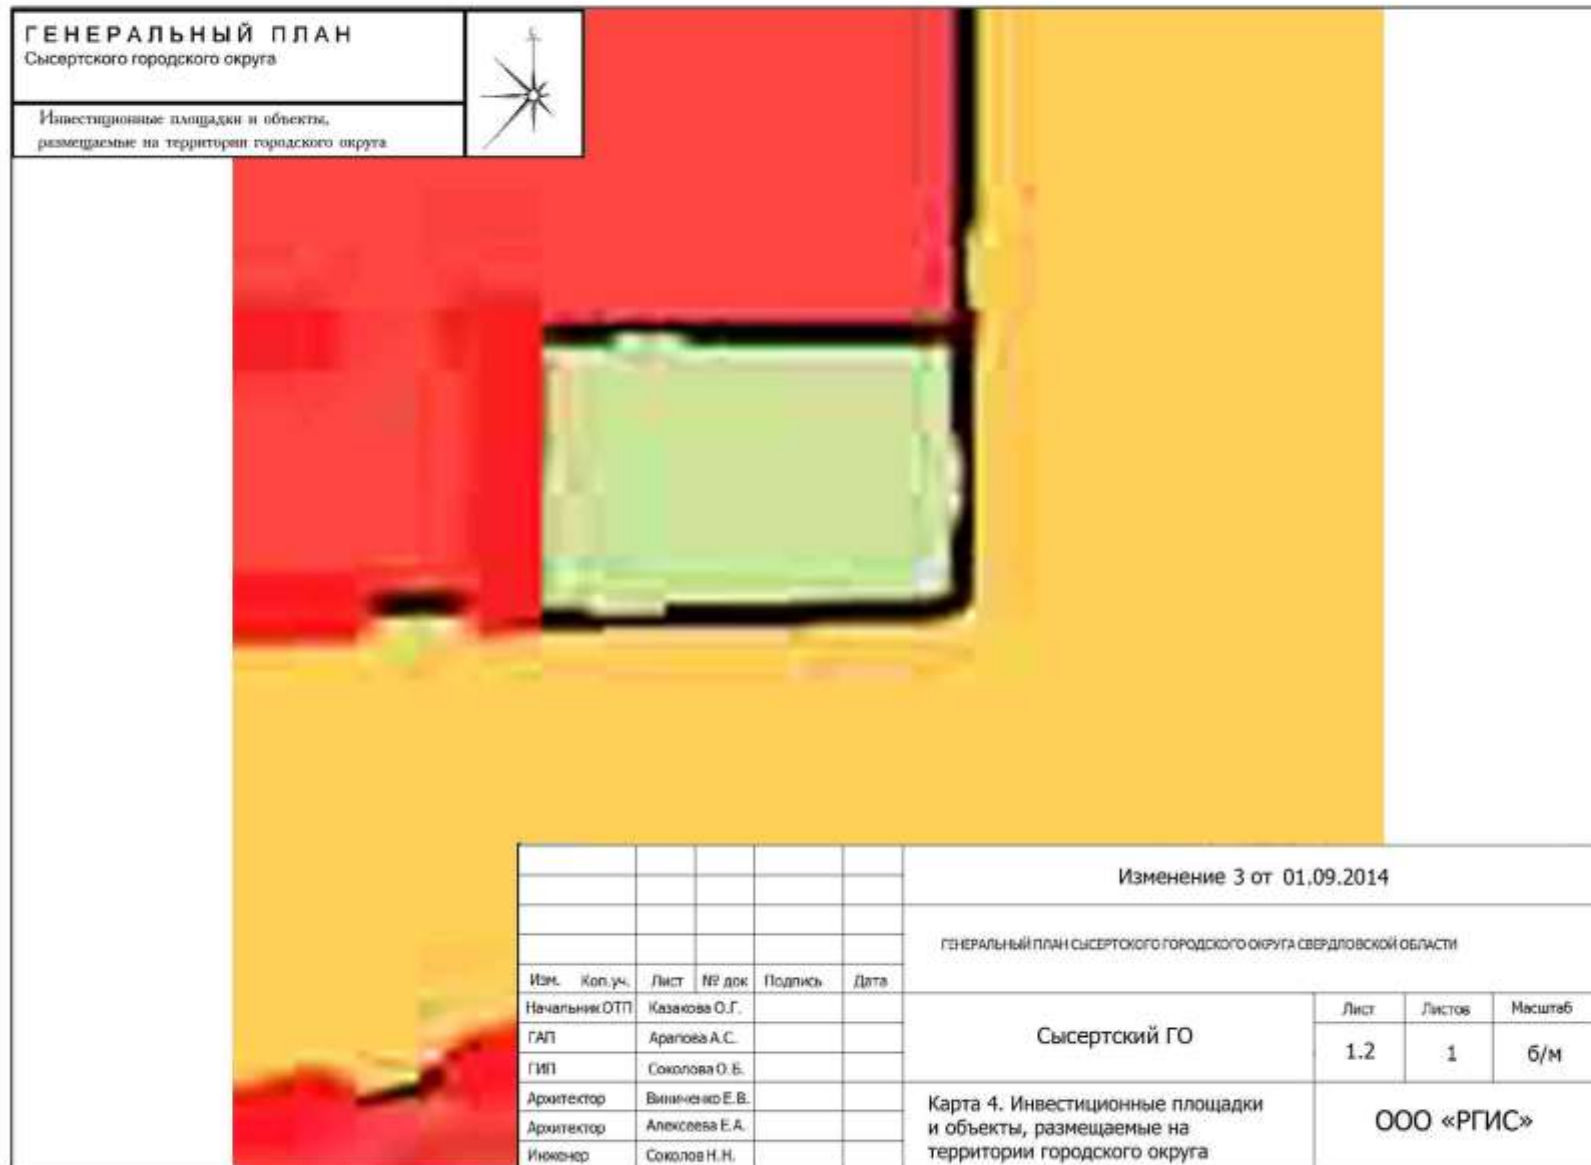 ГЕНЕРАЛЬНЫЙ ПЛАН
Сысертского городского округа
Инвестиционные площадки и объекты,
размещаемые на территории городского округа
С
Изменение 3 от 01.09.2014
ГЕНЕРАЛЬНЫЙ ПЛАН СЫСЕРТСКОГО ГОРОДСКОГО ОКРУГА СВЕРДЛОВСКОЙ ОБЛАСТИ
Изм. Кол.уч. Лист № док Подпись Дата
Начальник ОТП Казакова О.Г.
ГАП Арапова А.С.
ГИП Соколова О.Б.
Архитектор Виниченко Е.В.
Архитектор Алексеева Е.А.
Инженер Соколов Н.Н.
Сысертский ГО
Лист Листов Масштаб
1.2 1 б/м
Карта 4. Инвестиционные площадки
и объекты, размещаемые на
территории городского округа
ООО «РГИС»